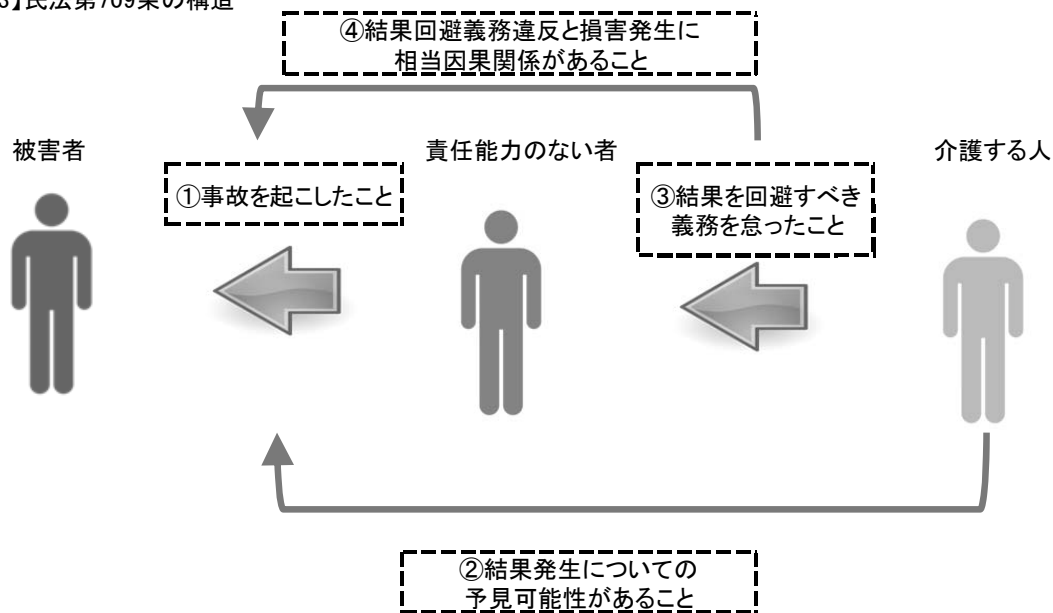 3】民法第709条の構造
④結果回避義務違反と損害発生に
相当因果関係があること
被害者
責任能力のない者
介護する人
①事故を起こしたこと
③結果を回避すべき
義務を怠ったこと
②結果発生についての
予見可能性があること